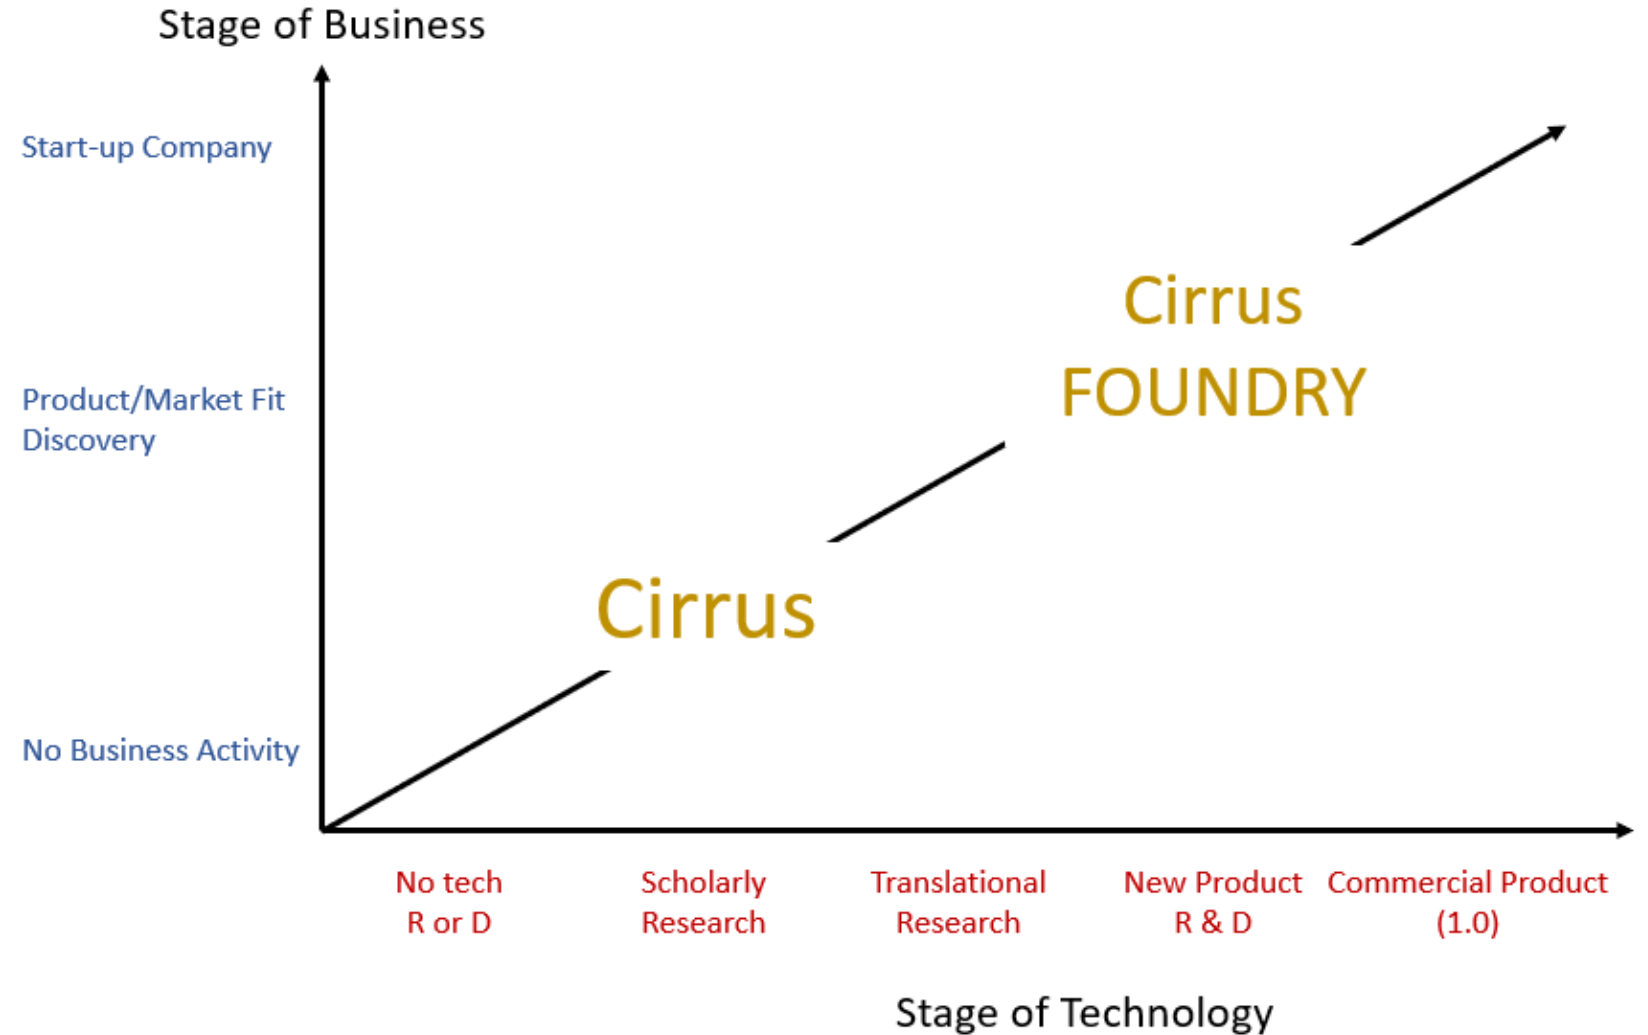 Stage of Business
Start-up Company
Cirrus
FOUNDRY
Product/Market Fit
Discovery
Cirrus
No Business Activity
No tech
R or D
Scholarly
Research
Translational
Research
New Product
R & D
Commercial Product
(1.0)
Stage of Technology